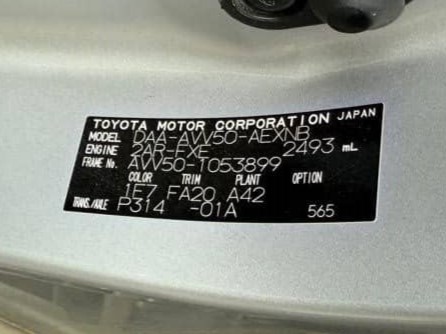 TOYOTA MOTOR CORPORATION JAPAN
MODEL DAA-AVV50-AEXNB
ENGINE 2AR-FXE 2493 mL
FRAME No. AVV50-1053899
COLOR TRIM PLANT OPTION
1F7 FA20 A42
TRANS./AXLE P314 -01A 565